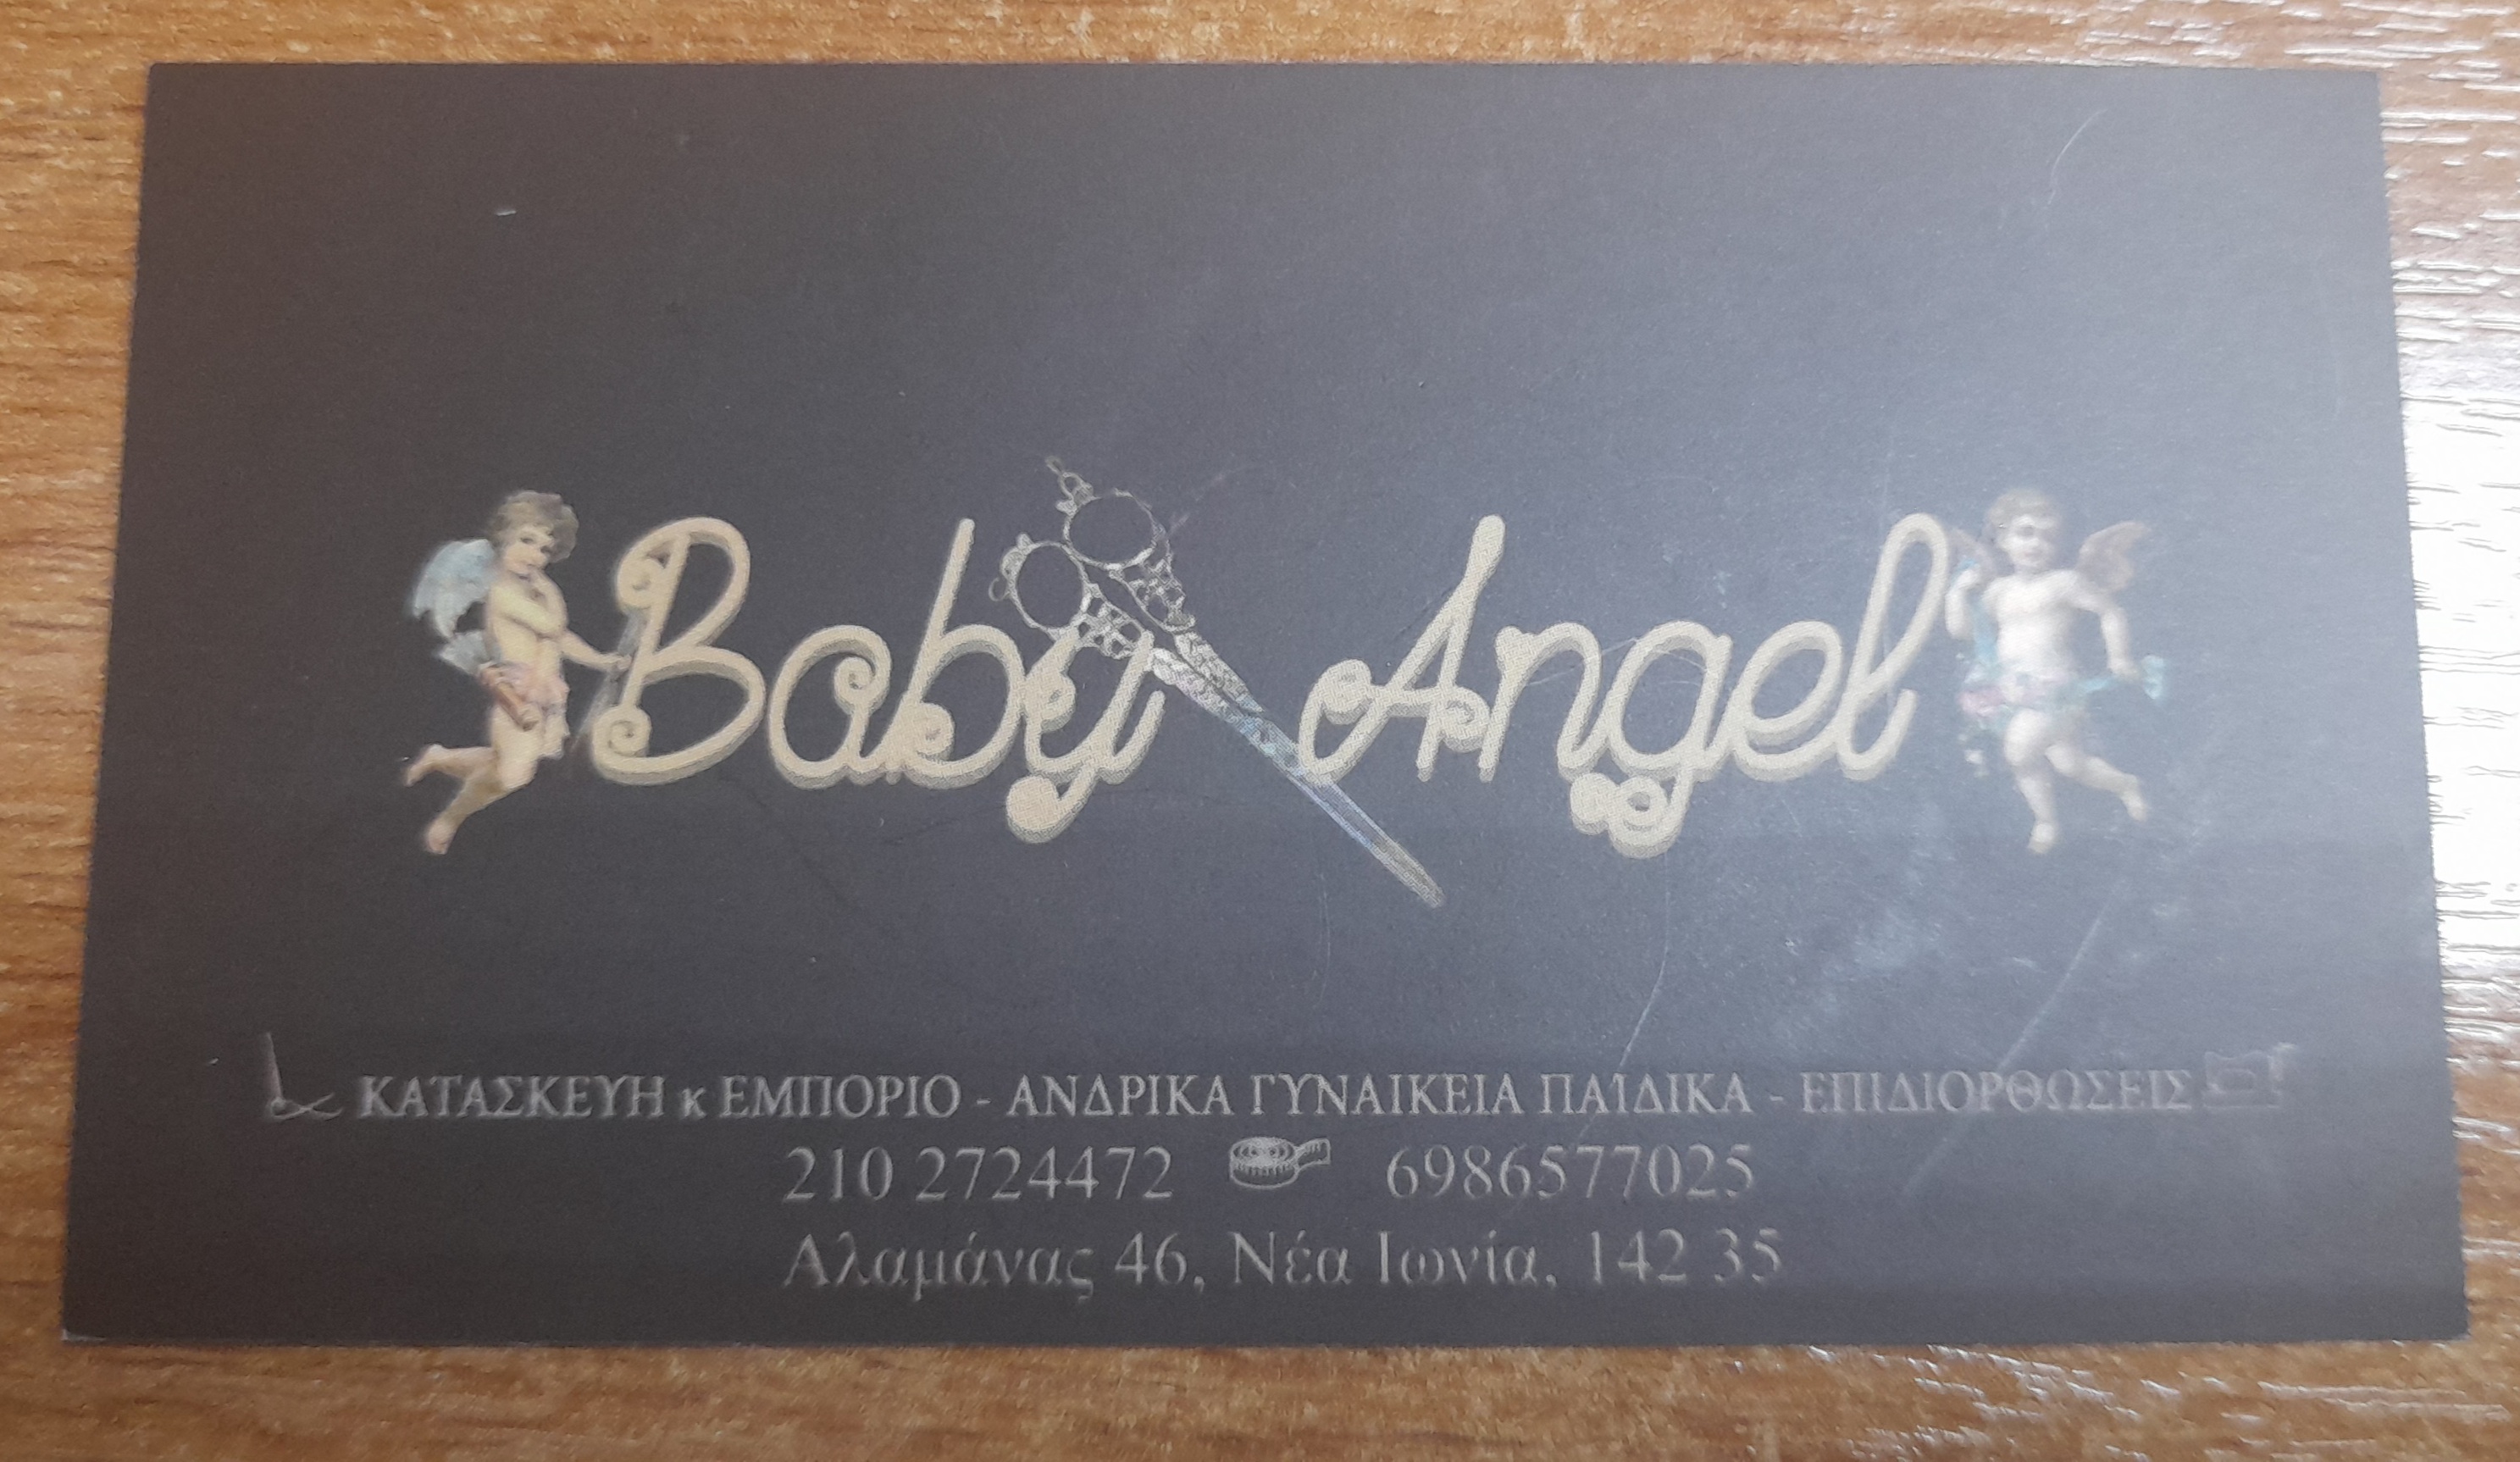 Baby Angel
ΚΑΤΑΣΚΕΥΗ κ ΕΜΠΟΡΙΟ - ΑΝΔΡΙΚΑ ΓΥΝΑΙΚΕΙΑ ΠΑΙΔΙΚΑ - ΕΠΙΔΙΟΡΘΩΣΕΙΣ
210 2724472 6986577025
Αλαμάνας 46, Νέα Ιωνία, 142 35